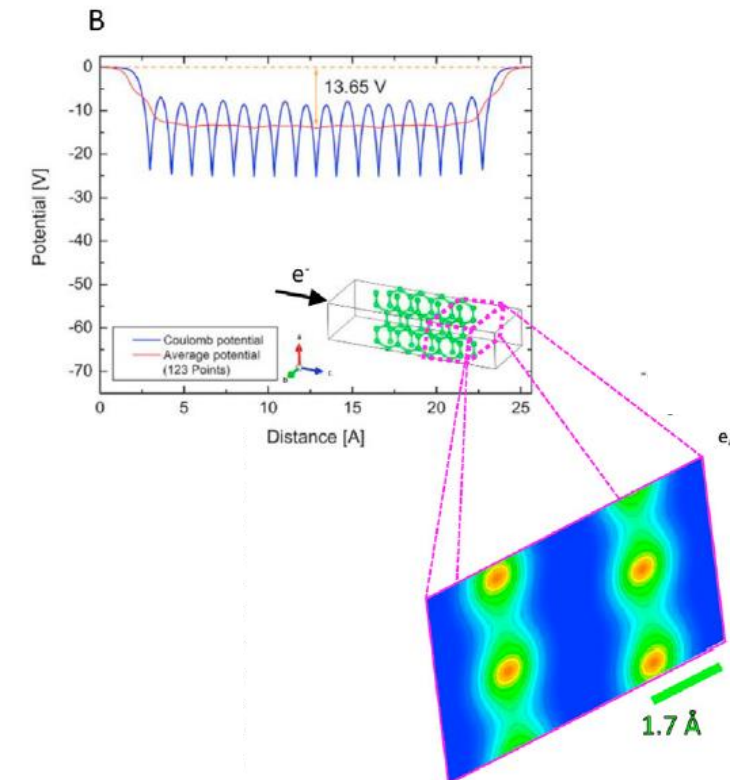 B
0
-10
-20
-30
-40
-50
-60
-70
Potential [V]
13.65 V
e-
Coulomb potential
Average potential
(123 Points)
a
b
c
0
5
10
15
20
25
Distance [A]
e,
1.7 Å